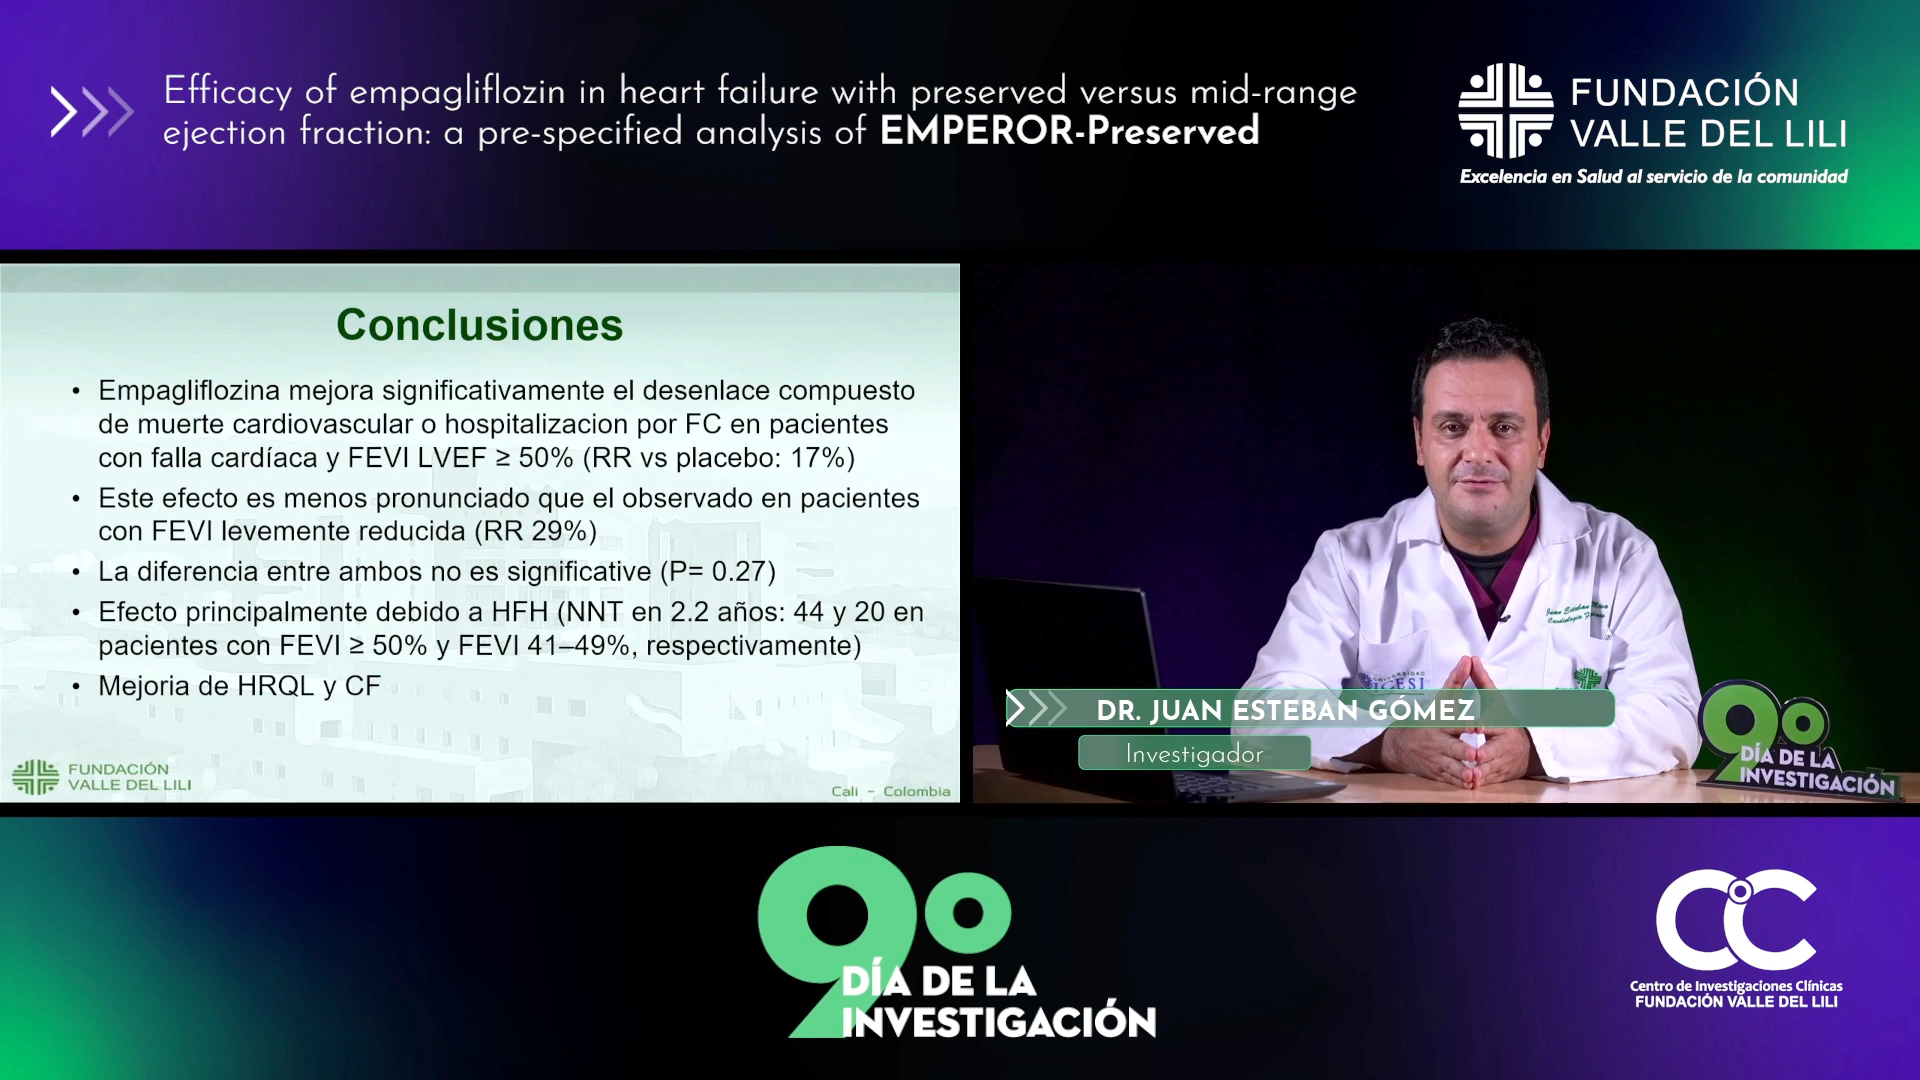 Efficacy of empagliflozin in heart failure with preserved versus mid-range
ejection fraction: a pre-specified analysis of EMPEROR-Preserved
FUNDACIÓN
VALLE DEL LILI
Excelencia en Salud al servicio de la comunidad
Conclusiones
• Empagliflozina mejora significativamente el desenlace compuesto
de muerte cardiovascular o hospitalizacion por FC en pacientes
con falla cardíaca y FEVI LVEF ≥ 50% (RR vs placebo: 17%)
• Este efecto es menos pronunciado que el observado en pacientes
con FEVI levemente reducida (RR 29%)
• La diferencia entre ambos no es significative (P= 0.27)
• Efecto principalmente debido a HFH (NNT en 2.2 años: 44 y 20 en
pacientes con FEVI ≥ 50% y FEVI 41–49%, respectivamente)
• Mejoria de HRQL y CF
FUNDACIÓN
VALLE DEL LILI
Cali - Colombia
Juan Esteban
Cardiología
UNIVERSIDAD
ICESI
DR. JUAN ESTEBAN GÓMEZ
Investigador
9º
DÍA DE LA
INVESTIGACIÓN
9º
DÍA DE LA
INVESTIGACIÓN
CIC
Centro de Investigaciones Clínicas
FUNDACIÓN VALLE DEL LILI